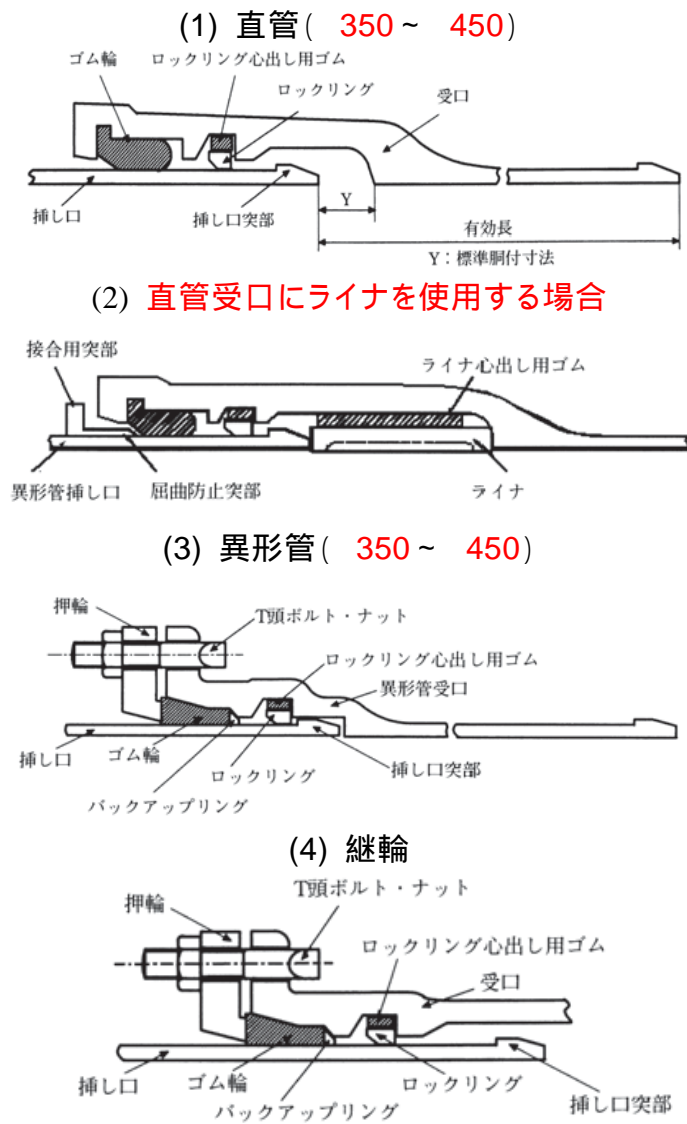 (1) 直管( 350~ 450)
ゴム輪
ロックリング心出し用ゴム
ロックリング
受口
挿し口
挿し口突部
Y
有効長
Y:標準胴付寸法
(2) 直管受口にライナを使用する場合
接合用突部
ライナ心出し用ゴム
異形管挿し口
屈曲防止突部
ライナ
(3) 異形管( 350~ 450)
押輪
T頭ボルト・ナット
ロックリング心出し用ゴム
異形管受口
挿し口
ゴム輪
ロックリング
挿し口突部
バックアップリング
(4) 継輪
T頭ボルト・ナット
押輪
ロックリング心出し用ゴム
受口
挿し口
ゴム輪
ロックリング
バックアップリング
挿し口突部